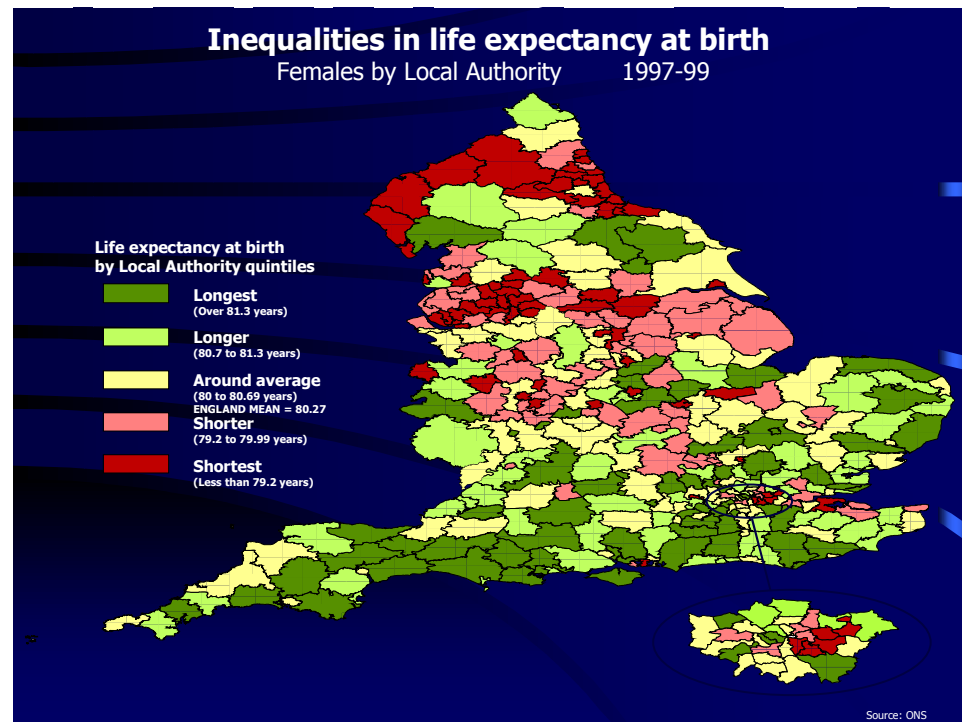 Inequalities in life expectancy at birth
Females by Local Authority 1997-99
Life expectancy at birth
by Local Authority quintiles
Longest
(Over 81.3 years)
Longer
(80.7 to 81.3 years)
Around average
(80 to 80.69 years)
ENGLAND MEAN = 80.27
Shorter
(79.2 to 79.99 years)
Shortest
(Less than 79.2 years)
Source: ONS